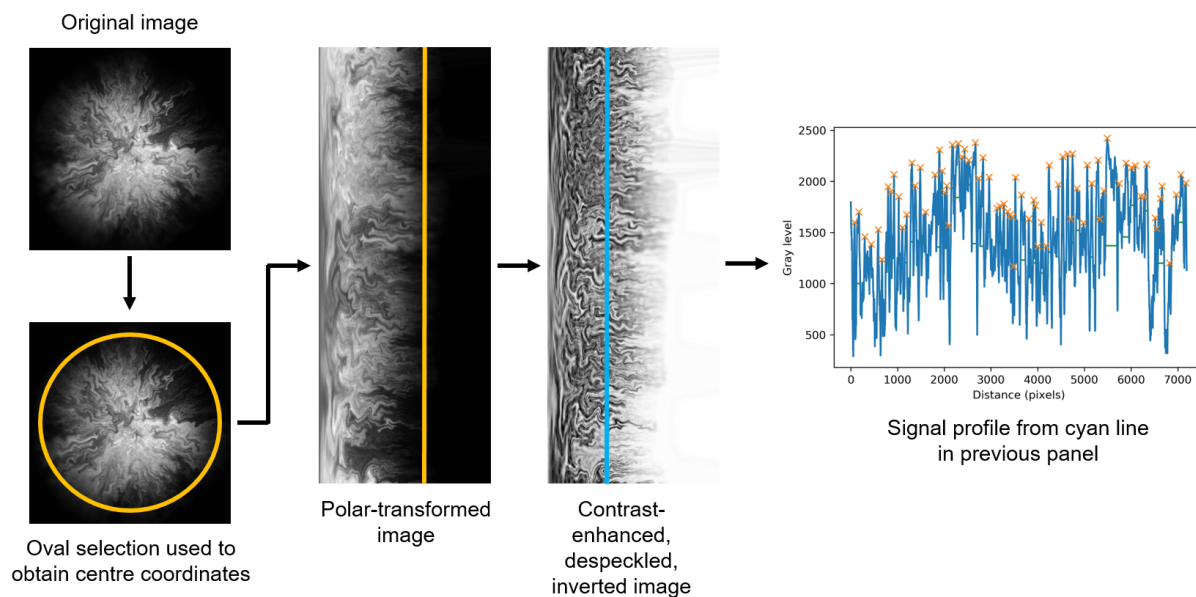 Original image
Oval selection used to
obtain centre coordinates
Polar-transformed
image
Contrast-
enhanced,
despeckled,
inverted image
2500
2000
1500
1000
500
Gray level
0 1000 2000 3000 4000 5000 6000 7000
Distance (pixels)
Signal profile from cyan line
in previous panel